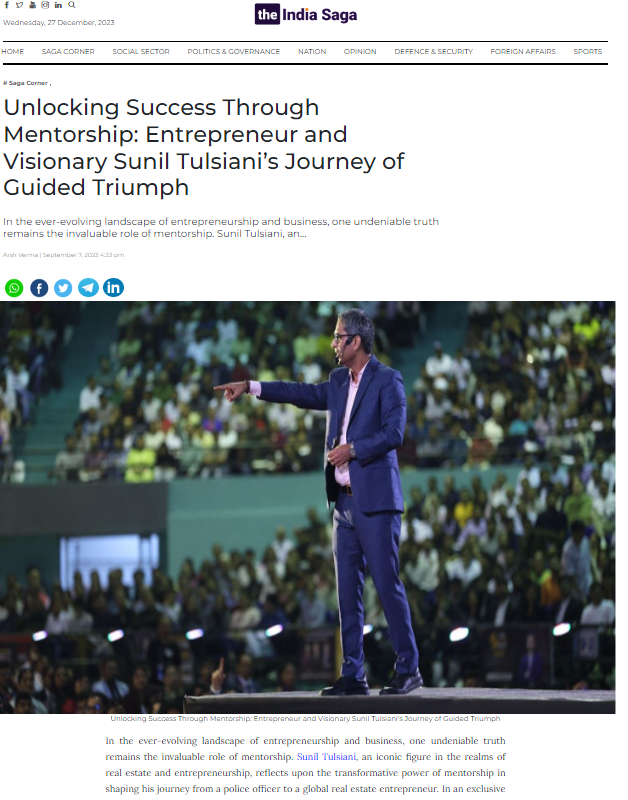 Wednesday, 27 December, 2023
the India Saga
HOME SAGA CORNER SOCIAL SECTOR POLITICS & GOVERNANCE NATION OPINION DEFENCE & SECURITY FOREIGN AFFAIRS SPORTS
# Saga Corner ,
Unlocking Success Through
Mentorship: Entrepreneur and
Visionary Sunil Tulsiani's Journey of
Guided Triumph
In the ever-evolving landscape of entrepreneurship and business, one undeniable truth
remains the invaluable role of mentorship. Sunil Tulsiani, an...
Arsh Verma | September 7, 2023 4:33 pm
Unlocking Success Through Mentorship: Entrepreneur and Visionary Sunil Tulsiani's Journey of Guided Triumph
In the ever-evolving landscape of entrepreneurship and business, one undeniable truth
remains the invaluable role of mentorship. Sunil Tulsiani, an iconic figure in the realms of
real estate and entrepreneurship, reflects upon the transformative power of mentorship in
shaping his journey from a police officer to a global real estate entrepreneur. In an exclusive